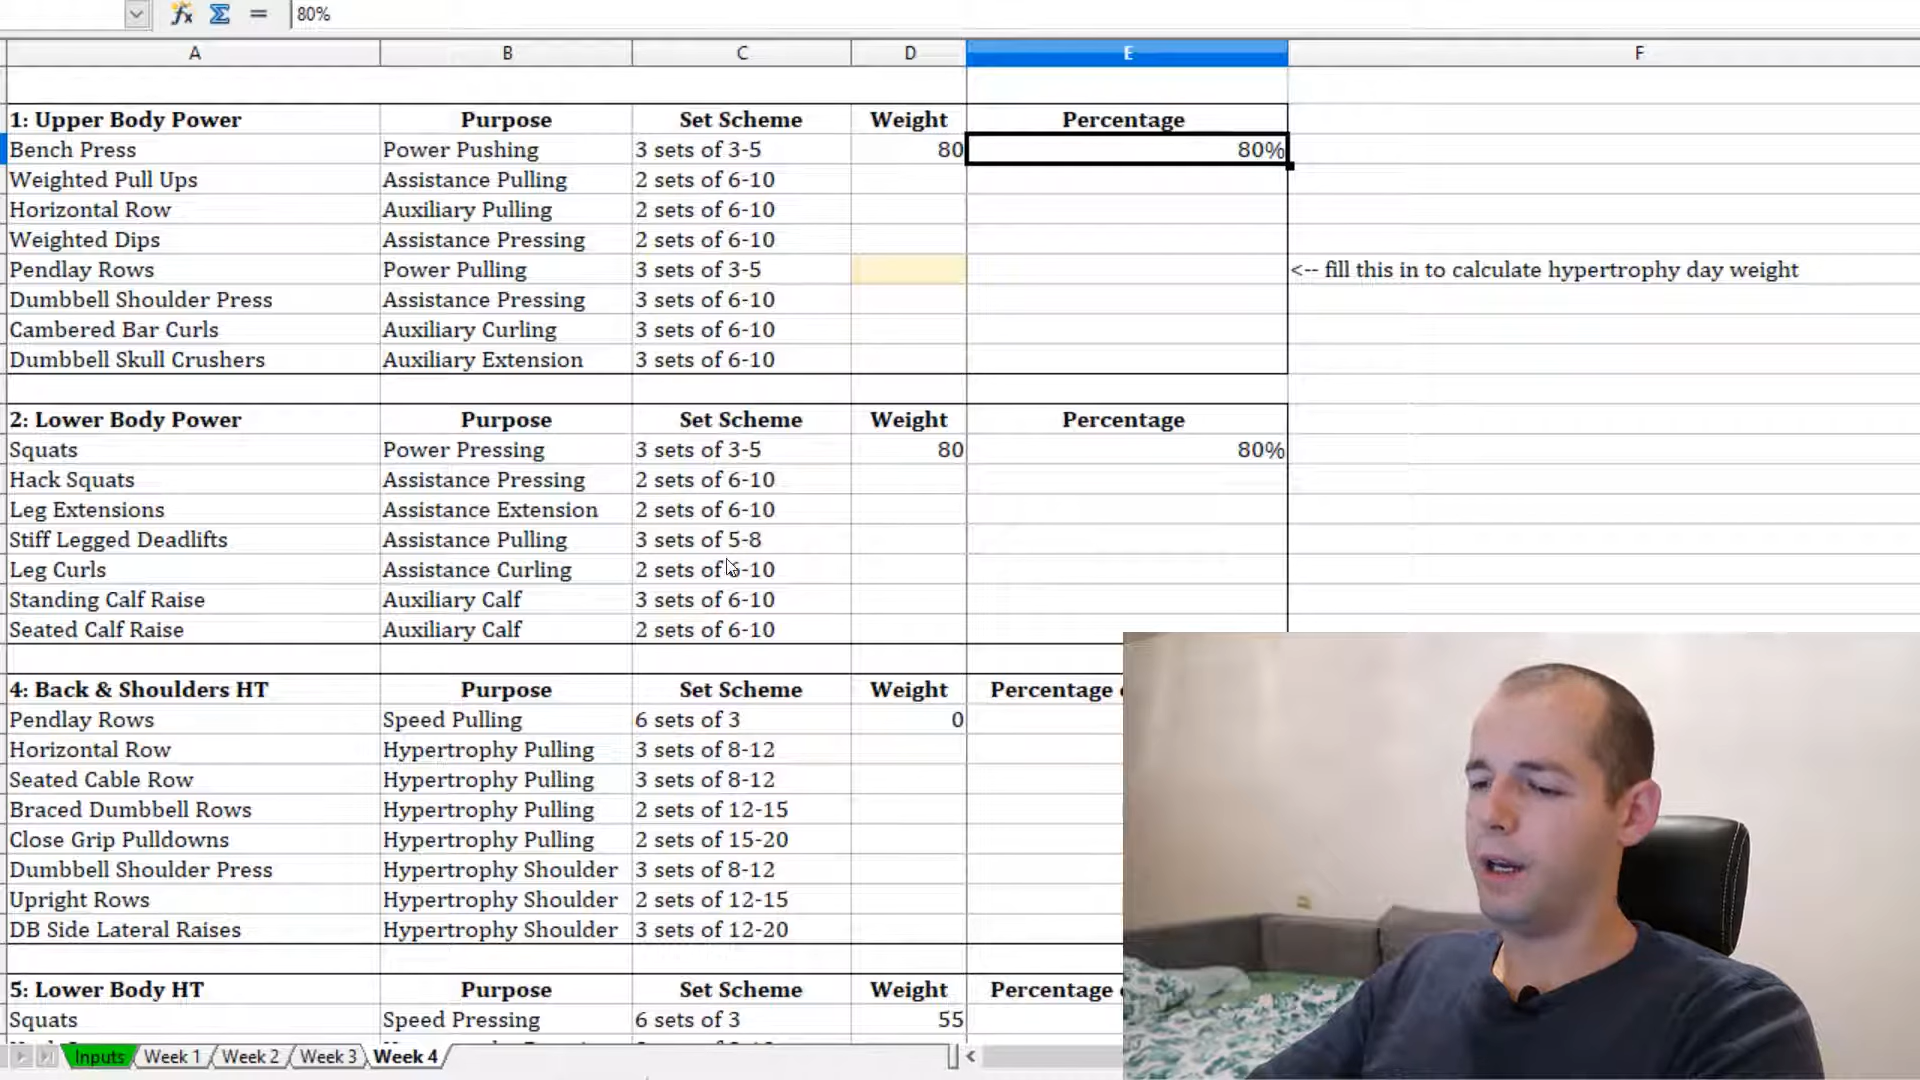 80%
A B C D E F
1: Upper Body Power Purpose Set Scheme Weight Percentage
Bench Press Power Pushing 3 sets of 3-5 80 80%
Weighted Pull Ups Assistance Pulling 2 sets of 6-10
Horizontal Row Auxiliary Pulling 2 sets of 6-10
Weighted Dips Assistance Pressing 2 sets of 6-10
Pendlay Rows Power Pulling 3 sets of 3-5 <-- fill this in to calculate hypertrophy day weight
Dumbbell Shoulder Press Assistance Pressing 3 sets of 6-10
Cambered Bar Curls Auxiliary Curling 3 sets of 6-10
Dumbbell Skull Crushers Auxiliary Extension 3 sets of 6-10
2: Lower Body Power Purpose Set Scheme Weight Percentage
Squats Power Pressing 3 sets of 3-5 80 80%
Hack Squats Assistance Pressing 2 sets of 6-10
Leg Extensions Assistance Extension 2 sets of 6-10
Stiff Legged Deadlifts Assistance Pulling 3 sets of 5-8
Leg Curls Assistance Curling 2 sets of 6-10
Standing Calf Raise Auxiliary Calf 3 sets of 6-10
Seated Calf Raise Auxiliary Calf 2 sets of 6-10
4: Back & Shoulders HT Purpose Set Scheme Weight Percentage
Pendlay Rows Speed Pulling 6 sets of 3 0
Horizontal Row Hypertrophy Pulling 3 sets of 8-12
Seated Cable Row Hypertrophy Pulling 3 sets of 8-12
Braced Dumbbell Rows Hypertrophy Pulling 2 sets of 12-15
Close Grip Pulldowns Hypertrophy Pulling 2 sets of 15-20
Dumbbell Shoulder Press Hypertrophy Shoulder 3 sets of 8-12
Upright Rows Hypertrophy Shoulder 2 sets of 12-15
DB Side Lateral Raises Hypertrophy Shoulder 3 sets of 12-20
5: Lower Body HT Purpose Set Scheme Weight Percentage
Squats Speed Pressing 6 sets of 3 55
Inputs Week 1 Week 2 Week 3 Week 4